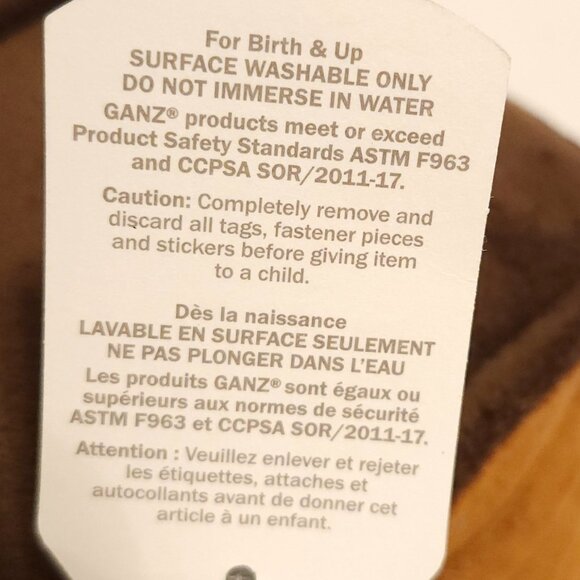 For Birth & Up
SURFACE WASHABLE ONLY
DO NOT IMMERSE IN WATER
GANZ® products meet or exceed
Product Safety Standards ASTM F963
and CCPSA SOR/2011-17.
Caution: Completely remove and
discard all tags, fastener pieces
and stickers before giving item
to a child.
Dès la naissance
LAVABLE EN SURFACE SEULEMENT
NE PAS PLONGER DANS L'EAU
Les produits GANZ® sont égaux ou
supérieurs aux normes de sécurité
ASTM F963 et CCPSA SOR/2011-17.
Attention : Veuillez enlever et rejeter
les étiquettes, attaches et
autocollants avant de donner cet
article à un enfant.